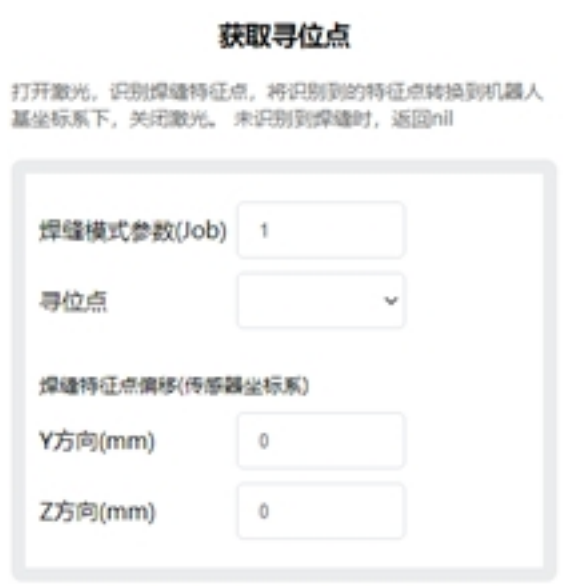 获取寻位点
打开激光，识别焊缝特征点，将识别到的特征点转换到机器人
基坐标系下，关闭激光。 未识别到焊缝时，返回nil
焊缝模式参数(Job) 1
寻位点
焊缝特征点偏移(传感器坐标系)
Y方向(mm) 0
Z方向(mm) 0